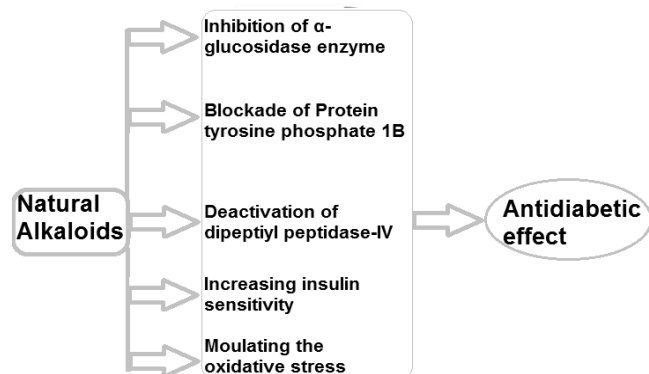 Inhibition of α-
glucosidase enzyme
Blockade of Protein
tyrosine phosphate 1B
Natural
Alkaloids
Deactivation of
dipeptiyl peptidase-IV
Antidiabetic
effect
Increasing insulin
sensitivity
Moulating the
oxidative stress